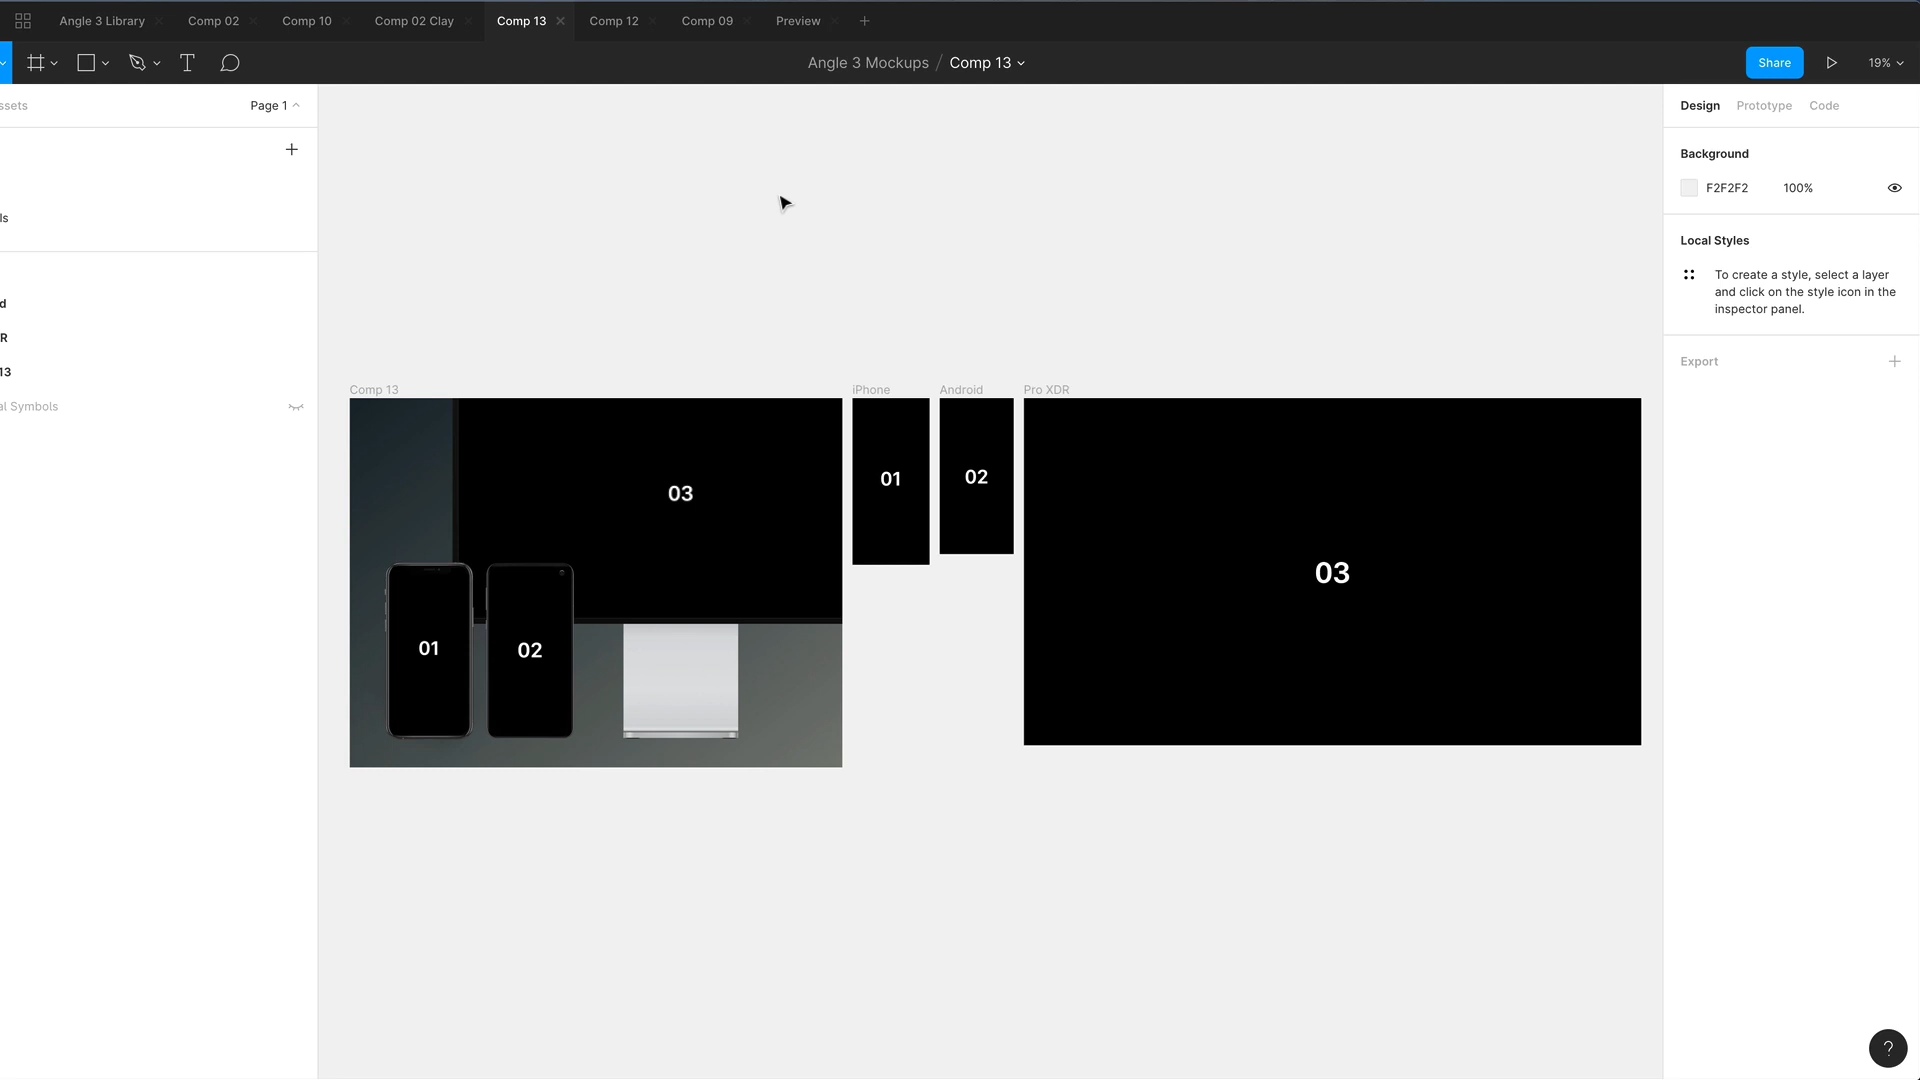 Angle 3 Library
Comp 02
Comp 10
Comp 02 Clay
Comp 13
Comp 12
Comp 09
Preview
Angle 3 Mockups / Comp 13
Share
19%
ssets
Page 1
ls
d
R
13
al Symbols
Comp 13
iPhone
Android
Pro XDR
03
01
02
01
02
03
Design
Prototype
Code
Background
F2F2F2
100%
Local Styles
To create a style, select a layer
and click on the style icon in the
inspector panel.
Export
?